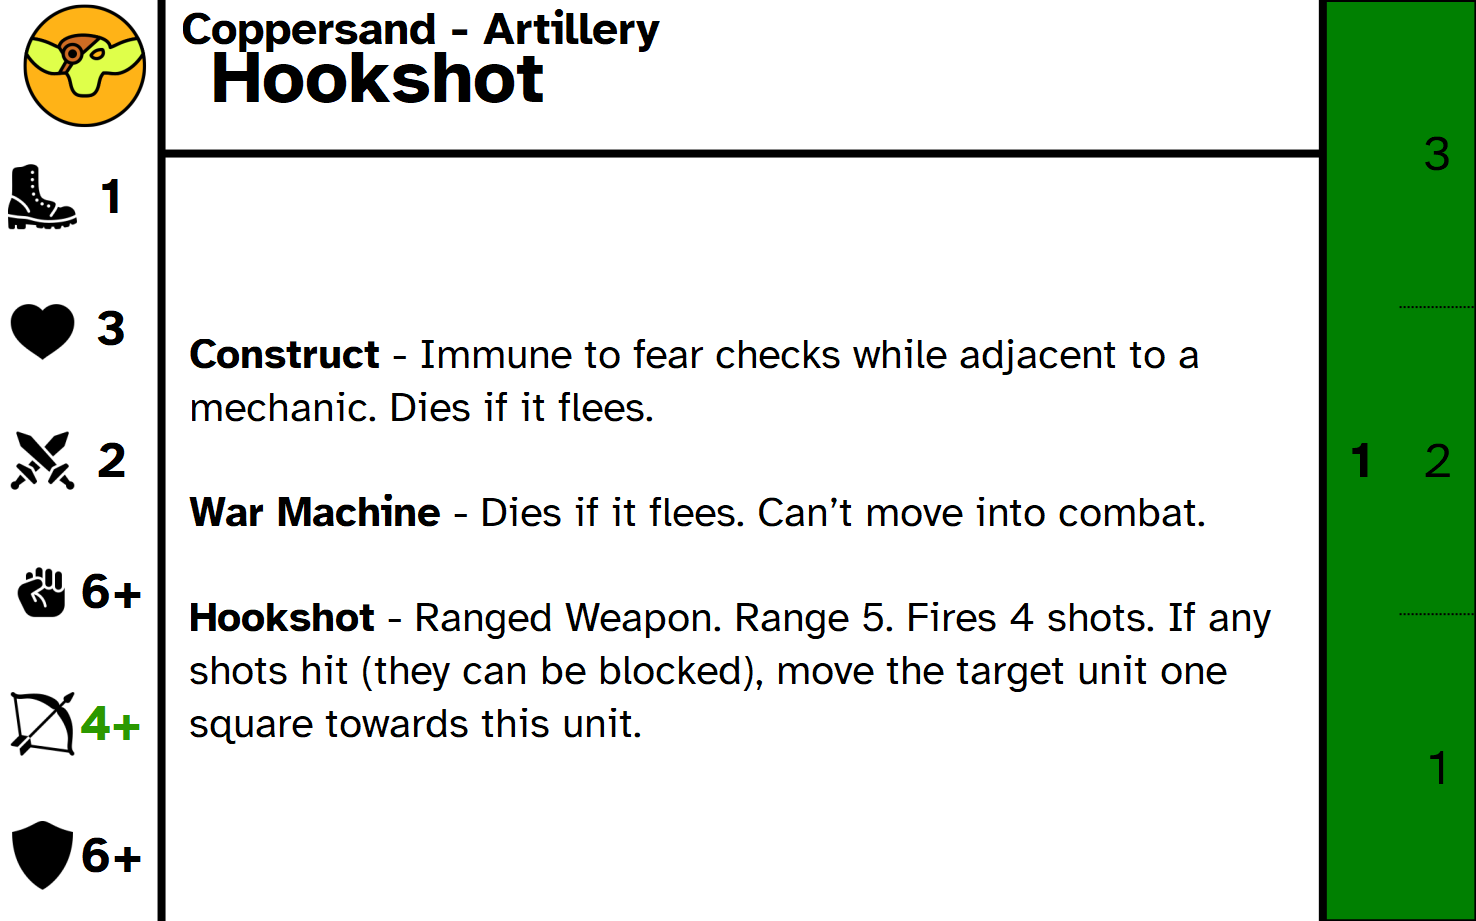 Coppersand - Artillery
Hookshot
1
3
2
6+
4+
6+
Construct - Immune to fear checks while adjacent to a
mechanic. Dies if it flees.
War Machine - Dies if it flees. Can’t move into combat.
Hookshot - Ranged Weapon. Range 5. Fires 4 shots. If any
shots hit (they can be blocked), move the target unit one
square towards this unit.
3
1 2
1